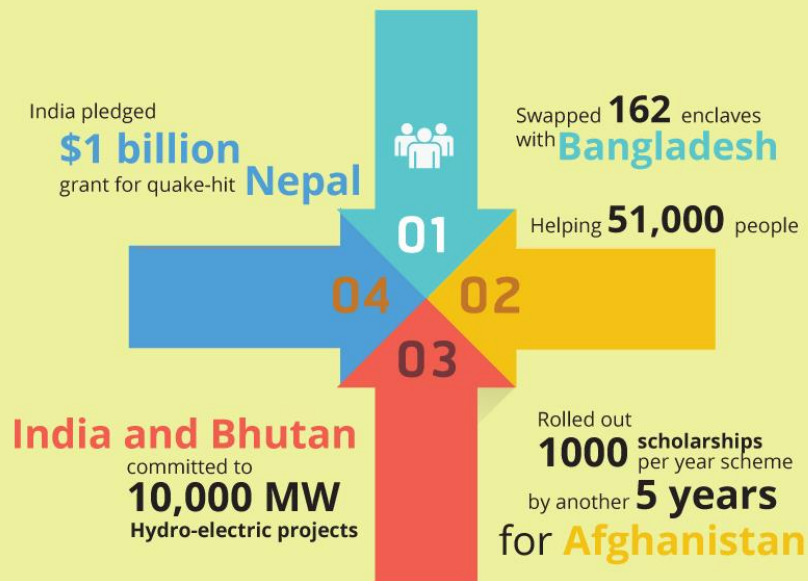 India pledged
$1 billion
grant for quake-hit Nepal
Swapped 162 enclaves
with Bangladesh
Helping 51,000 people
01
04
02
03
India and Bhutan
committed to
10,000 MW
Hydro-electric projects
Rolled out
1000 scholarships
per year scheme
by another 5 years
for Afghanistan